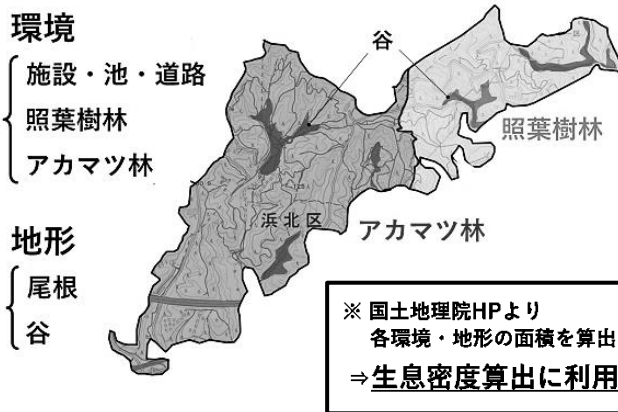 環境
施設・池・道路
照葉樹林
アカマツ林
地形
尾根
谷
谷
照葉樹林
浜北区
アカマツ林
※ 国土地理院HPより
各環境・地形の面積を算出
⇒生息密度算出に利用